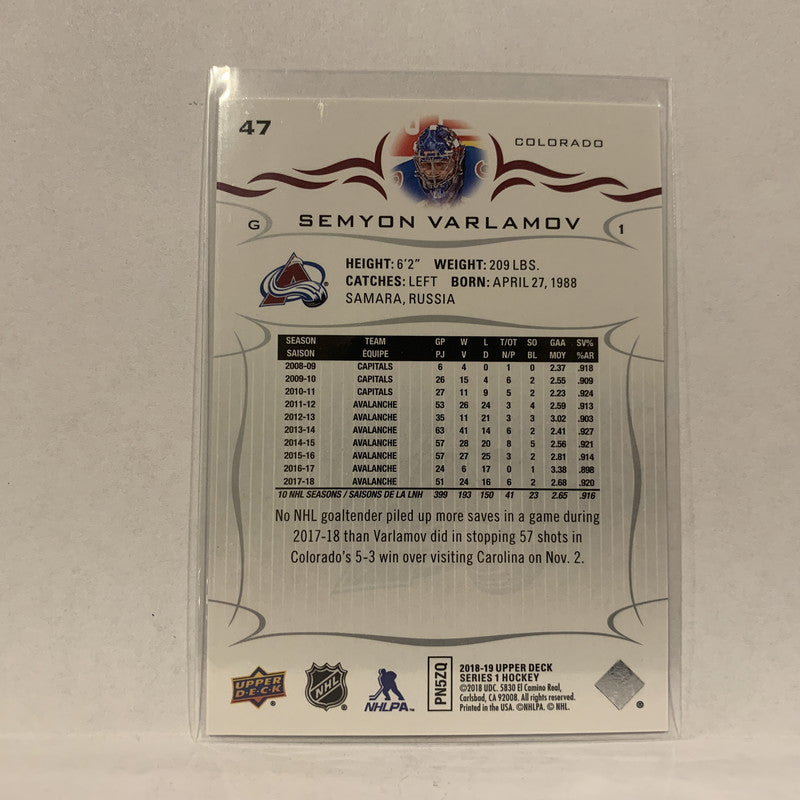 47
COLORADO
G SEMYON VARLAMOV 1
HEIGHT: 6'2" WEIGHT: 209 LBS.
CATCHES: LEFT BORN: APRIL 27, 1988
SAMARA, RUSSIA
SEASON TEAM GP W L T/OT SO GAA SV%
SAISON ÉQUIPE PJ V D N/P BL MOY %AR
2008-09 CAPITALS 6 4 0 1 0 2.37 .918
2009-10 CAPITALS 26 15 4 6 2 2.55 .909
2010-11 CAPITALS 27 11 9 5 2 2.23 .924
2011-12 AVALANCHE 53 26 24 3 4 2.59 .913
2012-13 AVALANCHE 35 11 21 3 3 3.02 .903
2013-14 AVALANCHE 63 41 14 6 2 2.41 .927
2014-15 AVALANCHE 57 28 20 8 5 2.56 .921
2015-16 AVALANCHE 57 27 25 3 2 2.81 .914
2016-17 AVALANCHE 24 6 17 0 1 3.38 .898
2017-18 AVALANCHE 51 24 16 6 2 2.68 .920
10 NHL SEASONS / SAISONS DE LA LNH 399 193 150 41 23 2.65 .916
No NHL goaltender piled up more saves in a game during
2017-18 than Varlamov did in stopping 57 shots in
Colorado's 5-3 win over visiting Carolina on Nov. 2.
UPPER DECK
NHL
NHLPA
PN5ZQ
2018-19 UPPER DECK
SERIES 1 HOCKEY
©2018 UDC. 5830 El Camino Real,
Carlsbad, CA 92008. All rights reserved.
Printed in the USA. ©NHLPA. © NHL.